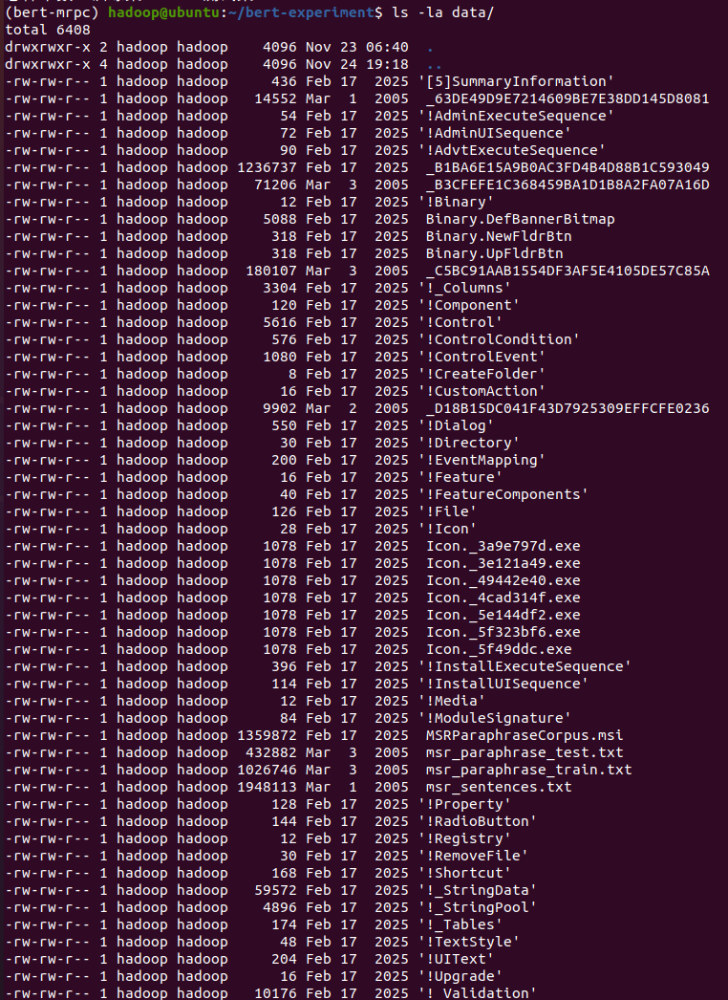 (bert-mrpc) hadoop@ubuntu:~/bert-experiment$ ls -la data/
total 6408
drwxrwxr-x 2 hadoop hadoop    4096 Nov 23 06:40  .
drwxrwxr-x 4 hadoop hadoop    4096 Nov 24 19:18  ..
-rw-rw-r-- 1 hadoop hadoop     436 Feb 17  2025 '[5]SummaryInformation'
-rw-rw-r-- 1 hadoop hadoop   14552 Mar  1  2005  _63DE49D9E7214609BE7E38DD145D8081
-rw-rw-r-- 1 hadoop hadoop      54 Feb 17  2025 '!AdminExecuteSequence'
-rw-rw-r-- 1 hadoop hadoop      72 Feb 17  2025 '!AdminUISequence'
-rw-rw-r-- 1 hadoop hadoop      90 Feb 17  2025 '!AdvtExecuteSequence'
-rw-rw-r-- 1 hadoop hadoop 1236737 Feb 17  2025  _B1BA6E15A9B0AC3FD4B4D88B1C593049
-rw-rw-r-- 1 hadoop hadoop   71206 Mar  3  2005  _B3CFEFE1C368459BA1D1B8A2FA07A16D
-rw-rw-r-- 1 hadoop hadoop      12 Feb 17  2025 '!Binary'
-rw-rw-r-- 1 hadoop hadoop    5088 Feb 17  2025  Binary.DefBannerBitmap
-rw-rw-r-- 1 hadoop hadoop     318 Feb 17  2025  Binary.NewFldrBtn
-rw-rw-r-- 1 hadoop hadoop     318 Feb 17  2025  Binary.UpFldrBtn
-rw-rw-r-- 1 hadoop hadoop  180107 Mar  3  2005  _C5BC91AAB1554DF3AF5E4105DE57C85A
-rw-rw-r-- 1 hadoop hadoop    3304 Feb 17  2025 '!_Columns'
-rw-rw-r-- 1 hadoop hadoop     120 Feb 17  2025 '!Component'
-rw-rw-r-- 1 hadoop hadoop    5616 Feb 17  2025 '!Control'
-rw-rw-r-- 1 hadoop hadoop     576 Feb 17  2025 '!ControlCondition'
-rw-rw-r-- 1 hadoop hadoop    1080 Feb 17  2025 '!ControlEvent'
-rw-rw-r-- 1 hadoop hadoop       8 Feb 17  2025 '!CreateFolder'
-rw-rw-r-- 1 hadoop hadoop      16 Feb 17  2025 '!CustomAction'
-rw-rw-r-- 1 hadoop hadoop    9902 Mar  2  2005  _D18B15DC041F43D7925309EFFCFE0236
-rw-rw-r-- 1 hadoop hadoop     550 Feb 17  2025 '!Dialog'
-rw-rw-r-- 1 hadoop hadoop      30 Feb 17  2025 '!Directory'
-rw-rw-r-- 1 hadoop hadoop     200 Feb 17  2025 '!EventMapping'
-rw-rw-r-- 1 hadoop hadoop      16 Feb 17  2025 '!Feature'
-rw-rw-r-- 1 hadoop hadoop      40 Feb 17  2025 '!FeatureComponents'
-rw-rw-r-- 1 hadoop hadoop     126 Feb 17  2025 '!File'
-rw-rw-r-- 1 hadoop hadoop      28 Feb 17  2025 '!Icon'
-rw-rw-r-- 1 hadoop hadoop    1078 Feb 17  2025  Icon._3a9e797d.exe
-rw-rw-r-- 1 hadoop hadoop    1078 Feb 17  2025  Icon._3e121a49.exe
-rw-rw-r-- 1 hadoop hadoop    1078 Feb 17  2025  Icon._49442e40.exe
-rw-rw-r-- 1 hadoop hadoop    1078 Feb 17  2025  Icon._4cad314f.exe
-rw-rw-r-- 1 hadoop hadoop    1078 Feb 17  2025  Icon._5e144df2.exe
-rw-rw-r-- 1 hadoop hadoop    1078 Feb 17  2025  Icon._5f323bf6.exe
-rw-rw-r-- 1 hadoop hadoop    1078 Feb 17  2025  Icon._5f49ddc.exe
-rw-rw-r-- 1 hadoop hadoop     396 Feb 17  2025 '!InstallExecuteSequence'
-rw-rw-r-- 1 hadoop hadoop     114 Feb 17  2025 '!InstallUISequence'
-rw-rw-r-- 1 hadoop hadoop      12 Feb 17  2025 '!Media'
-rw-rw-r-- 1 hadoop hadoop      84 Feb 17  2025 '!ModuleSignature'
-rw-rw-r-- 1 hadoop hadoop 1359872 Feb 17  2025  MSRParaphraseCorpus.msi
-rw-rw-r-- 1 hadoop hadoop  432882 Mar  3  2005  msr_paraphrase_test.txt
-rw-rw-r-- 1 hadoop hadoop 1026746 Mar  3  2005  msr_paraphrase_train.txt
-rw-rw-r-- 1 hadoop hadoop 1948113 Mar  1  2005  msr_sentences.txt
-rw-rw-r-- 1 hadoop hadoop     128 Feb 17  2025 '!Property'
-rw-rw-r-- 1 hadoop hadoop     144 Feb 17  2025 '!RadioButton'
-rw-rw-r-- 1 hadoop hadoop      12 Feb 17  2025 '!Registry'
-rw-rw-r-- 1 hadoop hadoop      30 Feb 17  2025 '!RemoveFile'
-rw-rw-r-- 1 hadoop hadoop     168 Feb 17  2025 '!Shortcut'
-rw-rw-r-- 1 hadoop hadoop   59572 Feb 17  2025 '!_StringData'
-rw-rw-r-- 1 hadoop hadoop    4896 Feb 17  2025 '!_StringPool'
-rw-rw-r-- 1 hadoop hadoop     174 Feb 17  2025 '!_Tables'
-rw-rw-r-- 1 hadoop hadoop      48 Feb 17  2025 '!TextStyle'
-rw-rw-r-- 1 hadoop hadoop     204 Feb 17  2025 '!UIText'
-rw-rw-r-- 1 hadoop hadoop      16 Feb 17  2025 '!Upgrade'
-rw-rw-r-- 1 hadoop hadoop   10176 Feb 17  2025 '!_Validation'